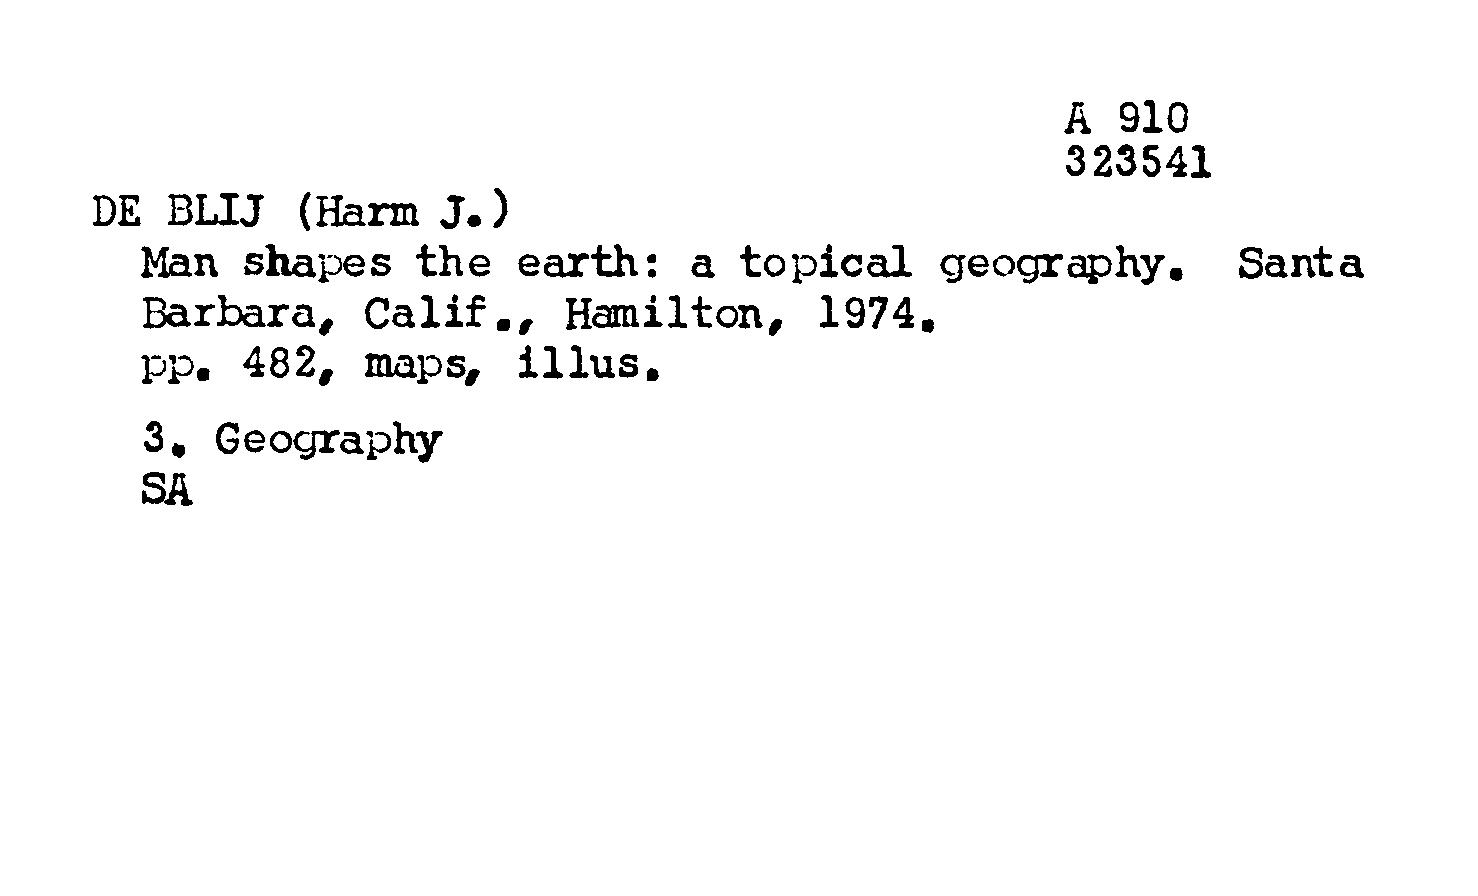 A 910
323541
DE BLIJ (Harm J.)
Man shapes the earth: a topical geography. Santa
Barbara, Calif., Hamilton, 1974.
pp. 482, maps, illus.
3. Geography
SA